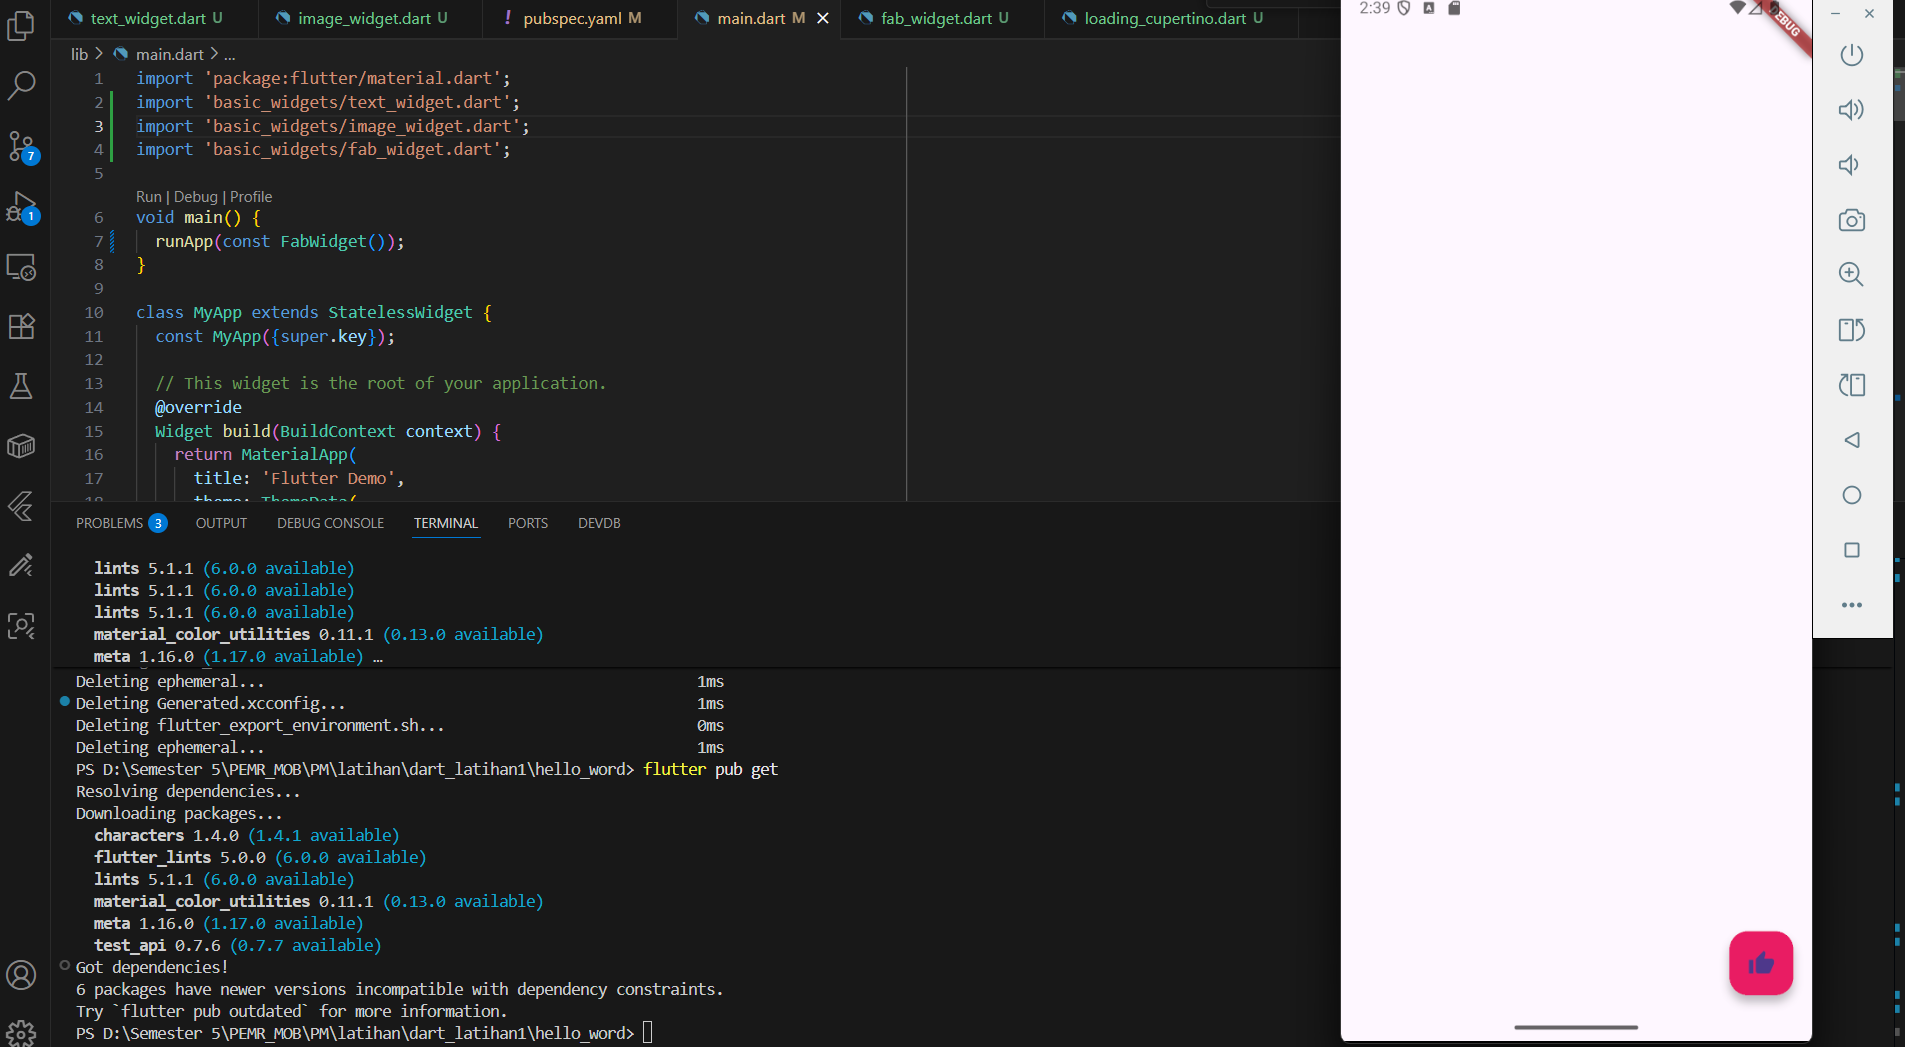 text_widget.dart U
image_widget.dart U
! pubspec.yaml M
main.dart M
fab_widget.dart U
loading_cupertino.dart U
lib > main.dart > ...
1 import 'package:flutter/material.dart';
2 import 'basic_widgets/text_widget.dart';
3 import 'basic_widgets/image_widget.dart';
4 import 'basic_widgets/fab_widget.dart';
5
Run | Debug | Profile
6 void main() {
7 runApp(const FabWidget());
8 }
9
10 class MyApp extends StatelessWidget {
11 const MyApp({super.key});
12
13 // This widget is the root of your application.
14 @override
15 Widget build(BuildContext context) {
16 return MaterialApp(
17 title: 'Flutter Demo',
18 theme: ThemeData(
7
1
PROBLEMS 3 OUTPUT DEBUG CONSOLE TERMINAL PORTS DEVDB
lints 5.1.1 (6.0.0 available)
lints 5.1.1 (6.0.0 available)
lints 5.1.1 (6.0.0 available)
material_color_utilities 0.11.1 (0.13.0 available)
meta 1.16.0 (1.17.0 available) …
Deleting ephemeral... 1ms
Deleting Generated.xcconfig... 1ms
Deleting flutter_export_environment.sh... 0ms
Deleting ephemeral... 1ms
PS D:\Semester 5\PEMR_MOB\PM\latihan\dart_latihan1\hello_word> flutter pub get
Resolving dependencies...
Downloading packages...
characters 1.4.0 (1.4.1 available)
flutter_lints 5.0.0 (6.0.0 available)
lints 5.1.1 (6.0.0 available)
material_color_utilities 0.11.1 (0.13.0 available)
meta 1.16.0 (1.17.0 available)
test_api 0.7.6 (0.7.7 available)
Got dependencies!
6 packages have newer versions incompatible with dependency constraints.
Try `flutter pub outdated` for more information.
PS D:\Semester 5\PEMR_MOB\PM\latihan\dart_latihan1\hello_word>
2:39
A
DEBUG